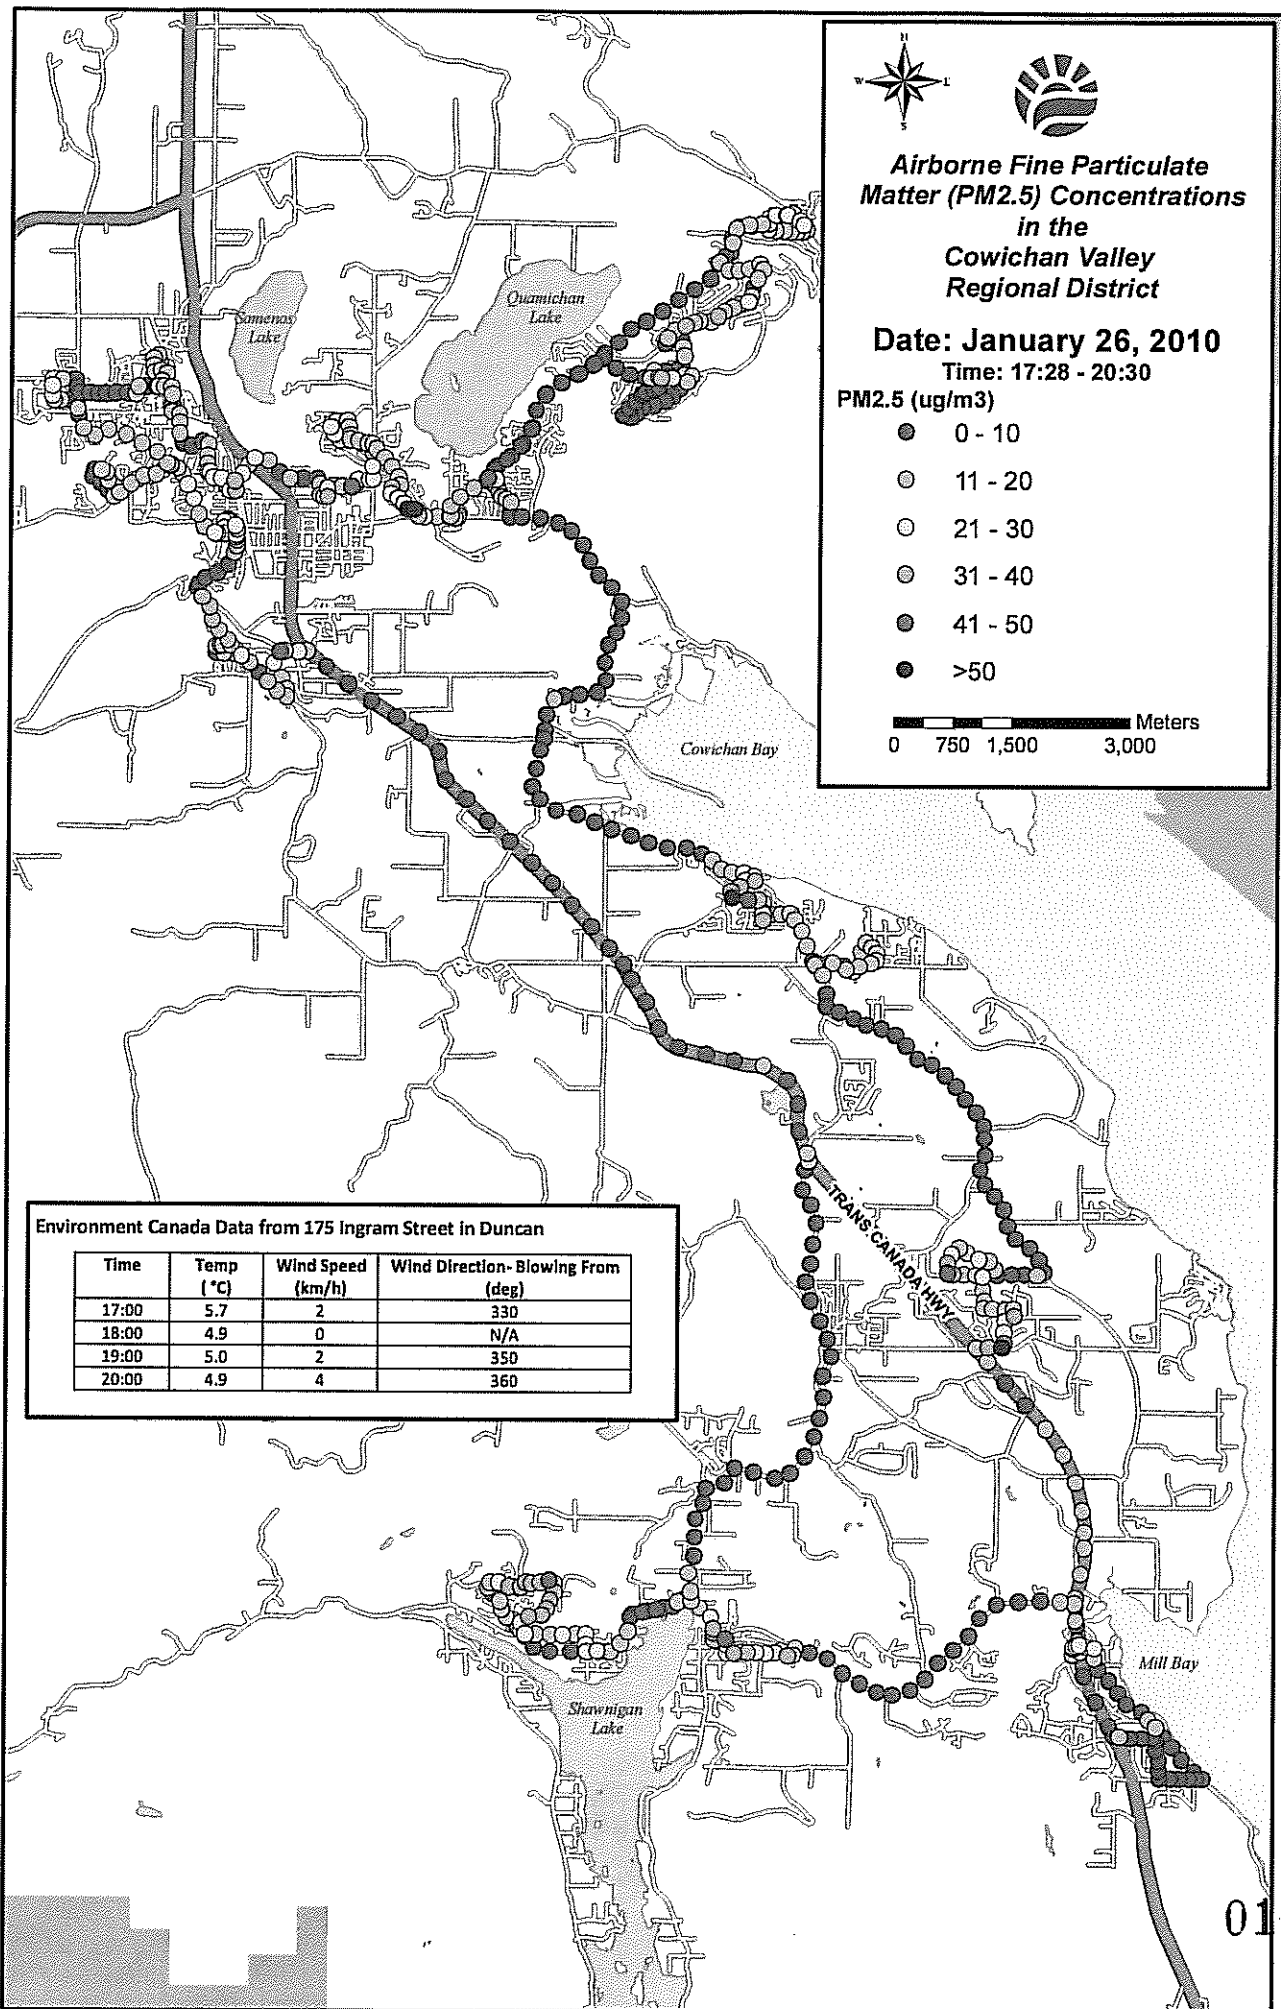 N
W E
S
Airborne Fine Particulate
Matter (PM2.5) Concentrations
in the
Cowichan Valley
Regional District
Date: January 26, 2010
Time: 17:28 - 20:30
PM2.5 (ug/m3)
0 - 10
11 - 20
21 - 30
31 - 40
41 - 50
>50
Meters
0 750 1,500 3,000
Quamichan
Lake
Somenos
Lake
Cowichan Bay
TRANS CANADA HWY
Environment Canada Data from 175 Ingram Street in Duncan
Time Temp Wind Speed Wind Direction- Blowing From
(°C) (km/h) (deg)
17:00 5.7 2 330
18:00 4.9 0 N/A
19:00 5.0 2 350
20:00 4.9 4 360
Mill Bay
Shawnigan
Lake
01